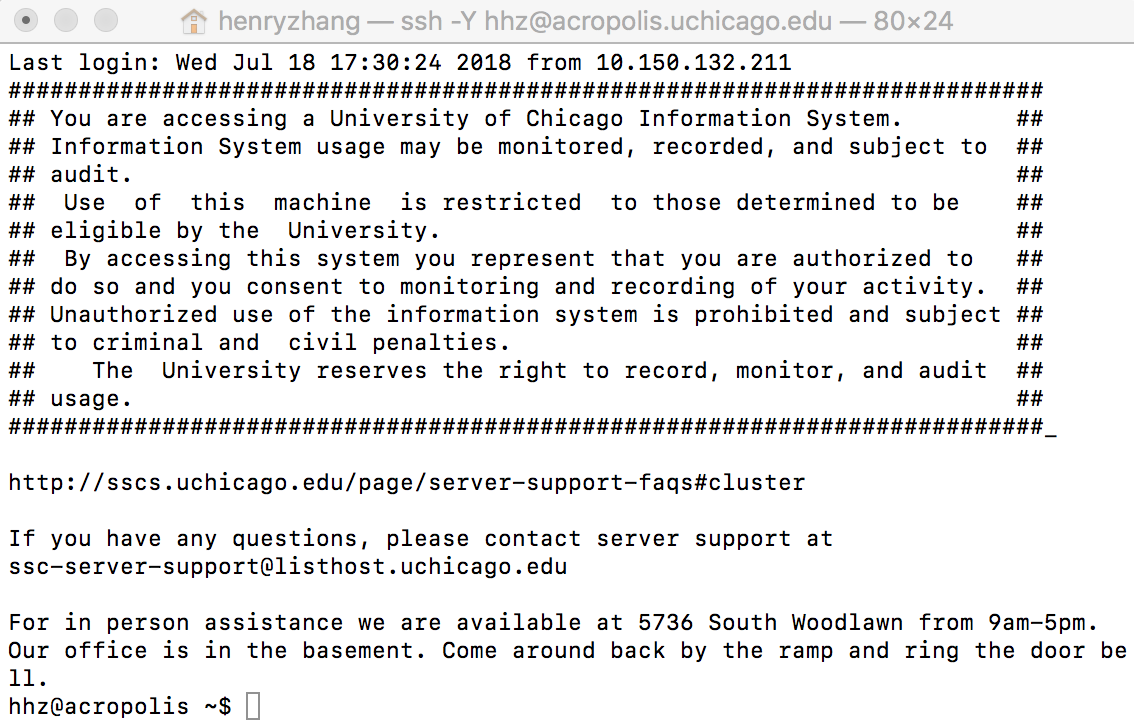 henryzhang — ssh -Y hhz@acropolis.uchicago.edu — 80×24
Last login: Wed Jul 18 17:30:24 2018 from 10.150.132.211
##########################################################################
## You are accessing a University of Chicago Information System.        ##
## Information System usage may be monitored, recorded, and subject to  ##
## audit.                                                               ##
##  Use  of  this  machine  is restricted  to those determined to be    ##
## eligible by the  University.                                         ##
##  By accessing this system you represent that you are authorized to   ##
## do so and you consent to monitoring and recording of your activity.  ##
## Unauthorized use of the information system is prohibited and subject ##
## to criminal and  civil penalties.                                    ##
##    The  University reserves the right to record, monitor, and audit  ##
## usage.                                                               ##
##########################################################################_
http://sscs.uchicago.edu/page/server-support-faqs#cluster
If you have any questions, please contact server support at
ssc-server-support@listhost.uchicago.edu
For in person assistance we are available at 5736 South Woodlawn from 9am-5pm.
Our office is in the basement. Come around back by the ramp and ring the door be
ll.
hhz@acropolis ~$